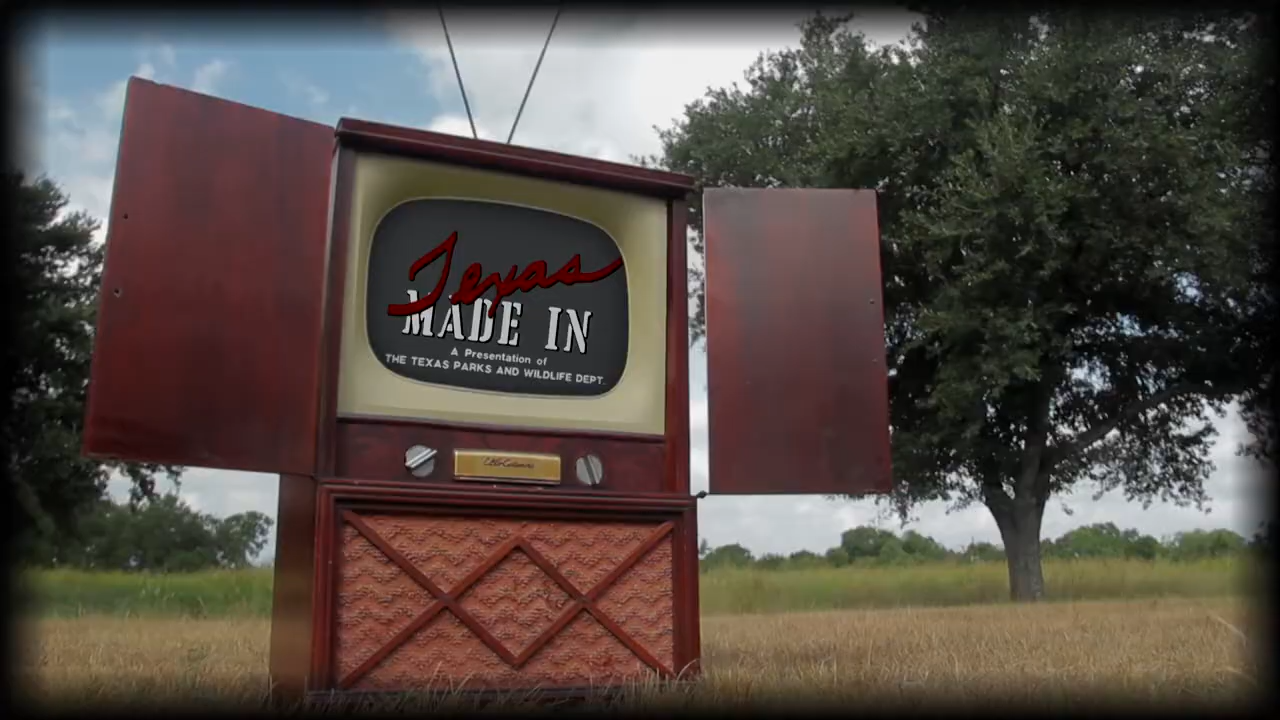 Texas
MADE IN
A Presentation of
THE TEXAS PARKS AND WILDLIFE DEPT.